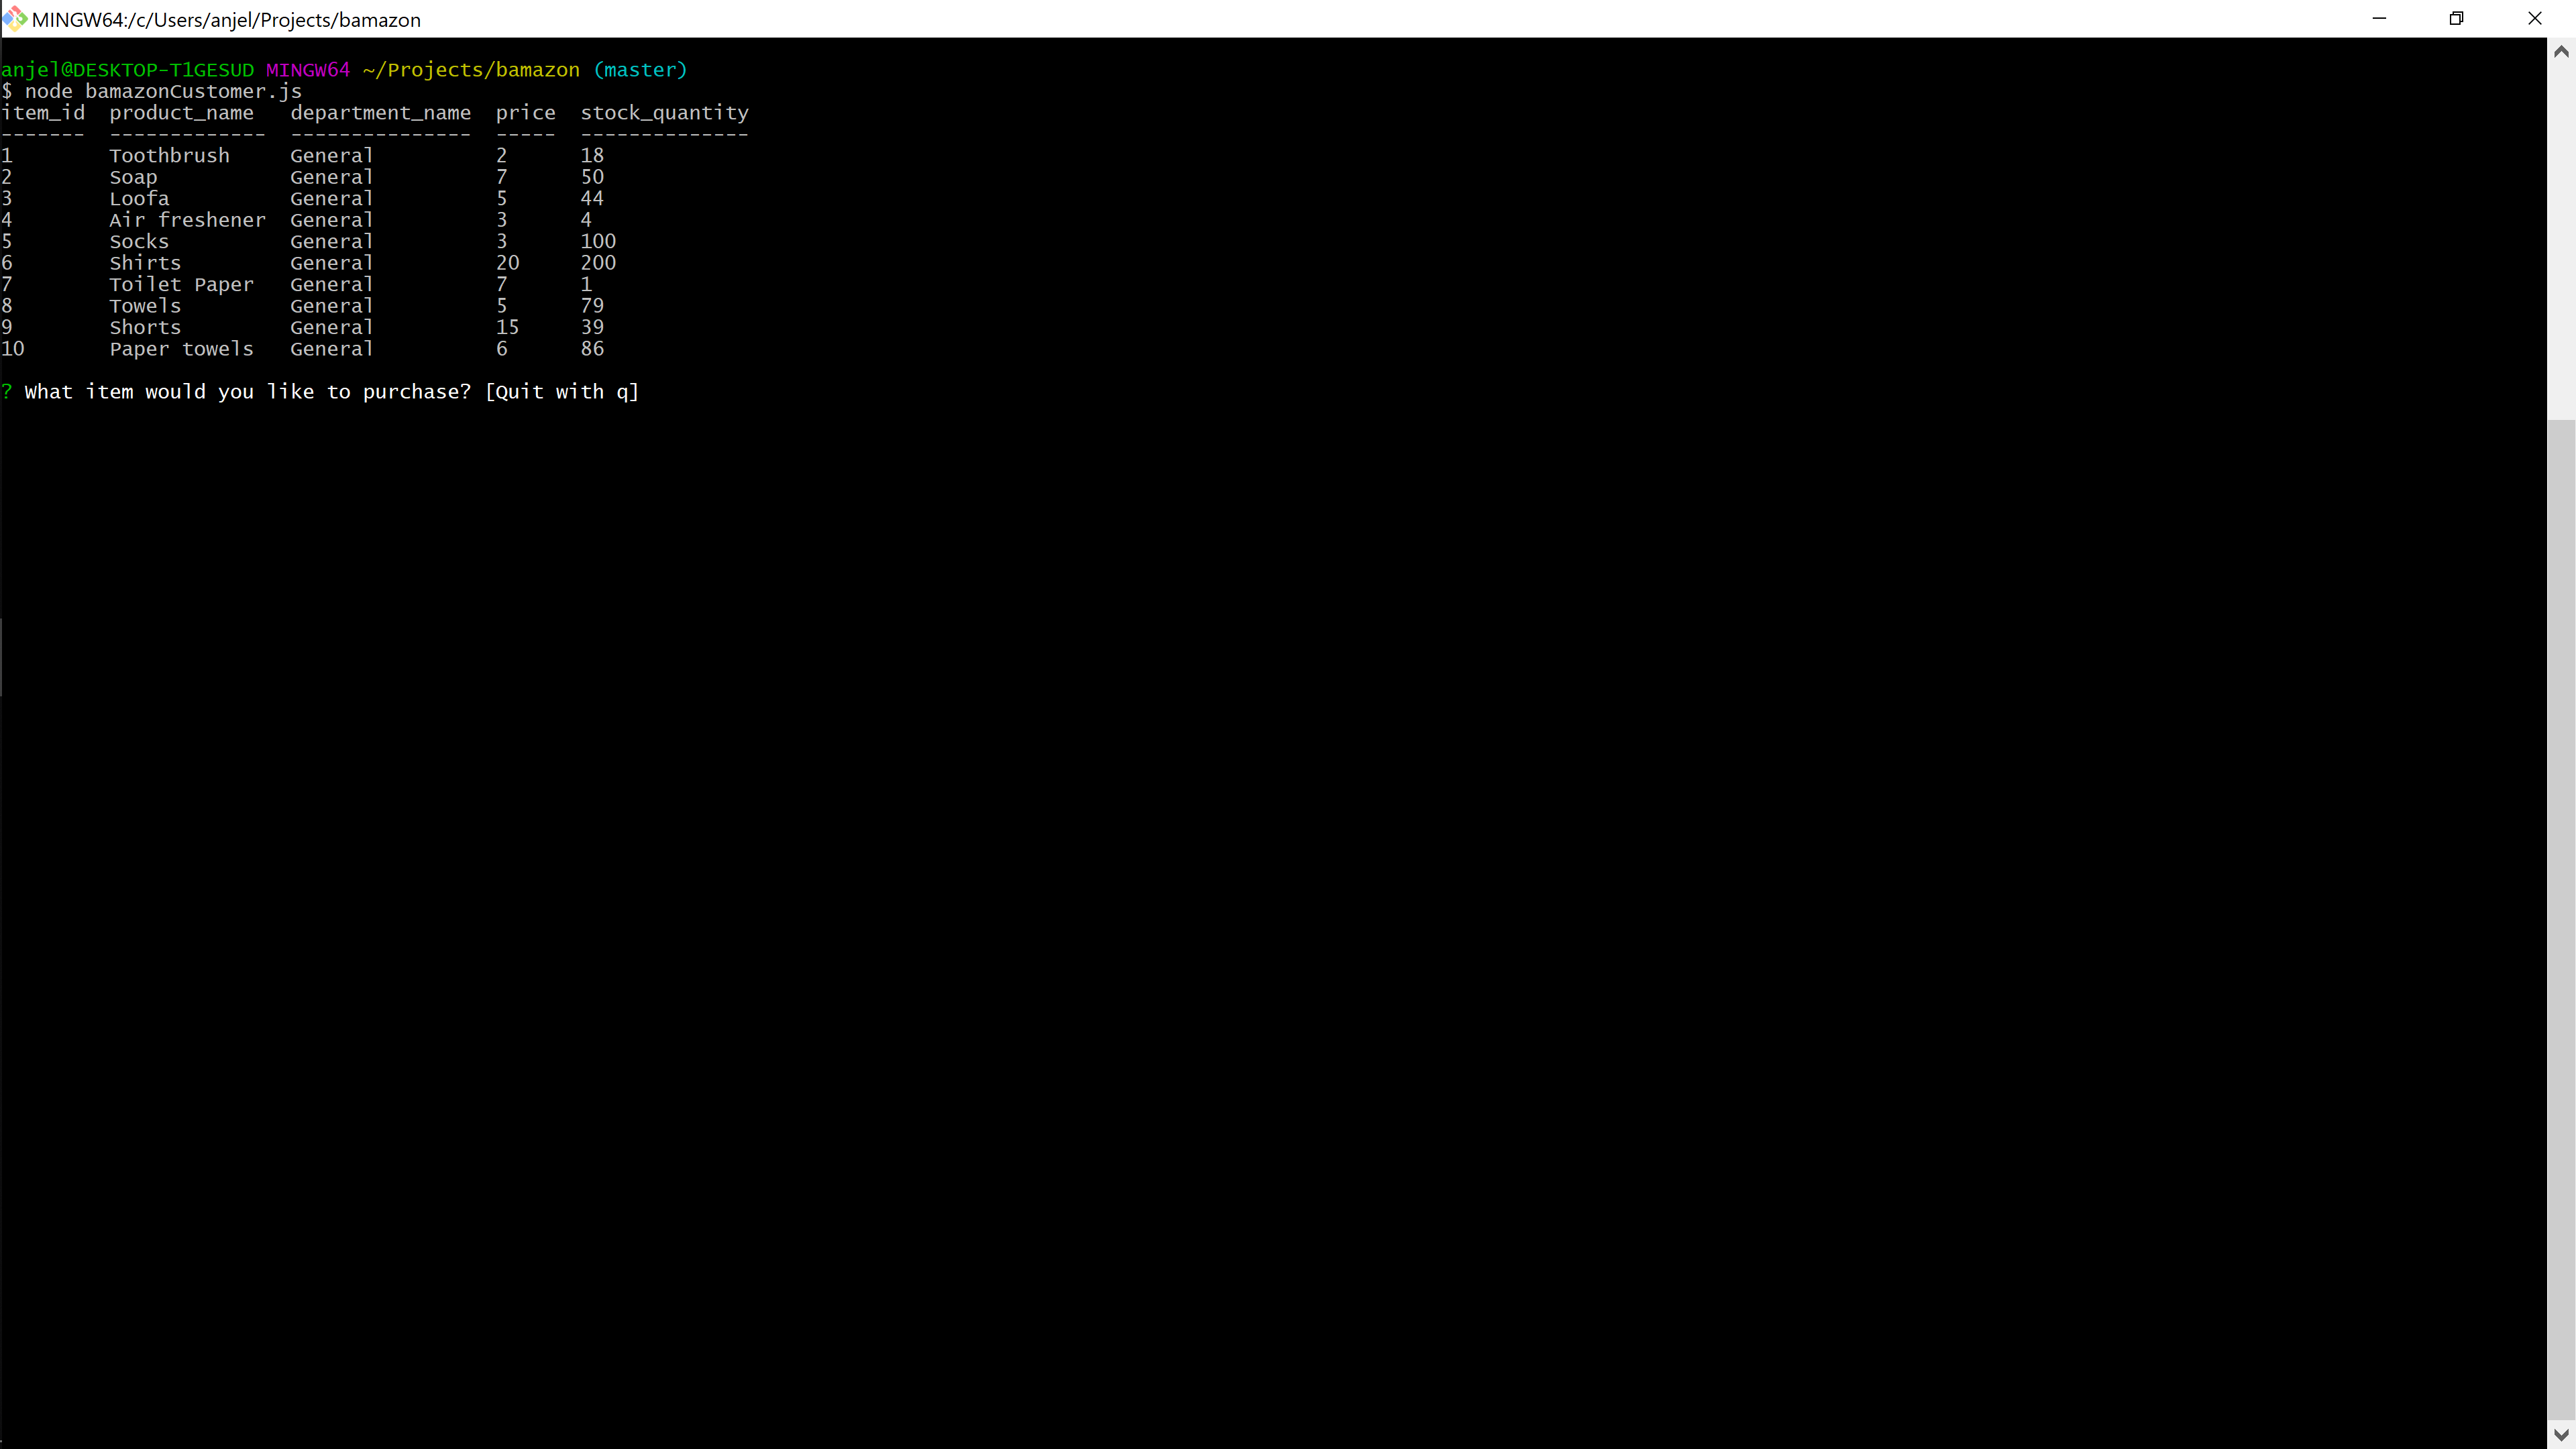 MINGW64:/c/Users/anjel/Projects/bamazon
anjel@DESKTOP-T1GESUD MINGW64 ~/Projects/bamazon (master)
$ node bamazonCustomer.js
item_id  product_name   department_name  price  stock_quantity
-------  -------------  ---------------  -----  --------------
1        Toothbrush     General          2      18
2        Soap           General          7      50
3        Loofa          General          5      44
4        Air freshener  General          3      4
5        Socks          General          3      100
6        Shirts         General          20     200
7        Toilet Paper   General          7      1
8        Towels         General          5      79
9        Shorts         General          15     39
10       Paper towels   General          6      86
? What item would you like to purchase? [Quit with q]